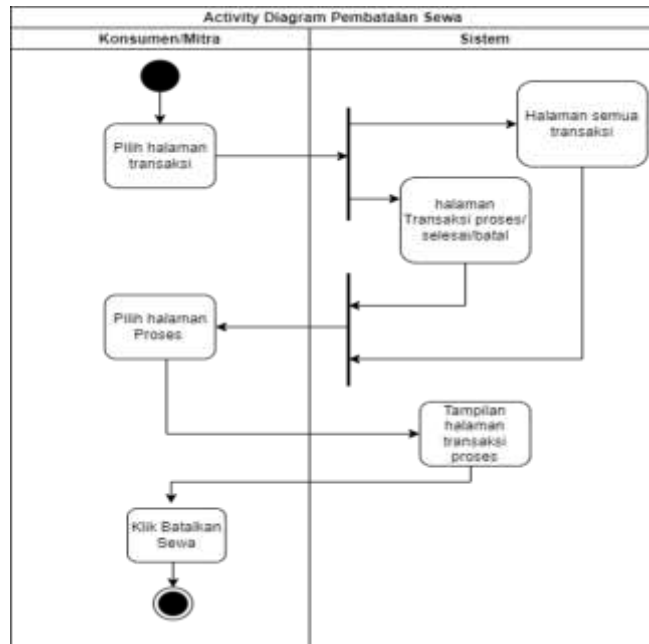 Activity Diagram Pembatalan Sewa
Konsumen/Mitra
Sistem
Pilih halaman
transaksi
Halaman semua
transaksi
halaman
Transaksi proses/
selesai/batal
Pilih halaman
Proses
Tampilan
halaman
transaksi
proses
Klik Batalkan
Sewa